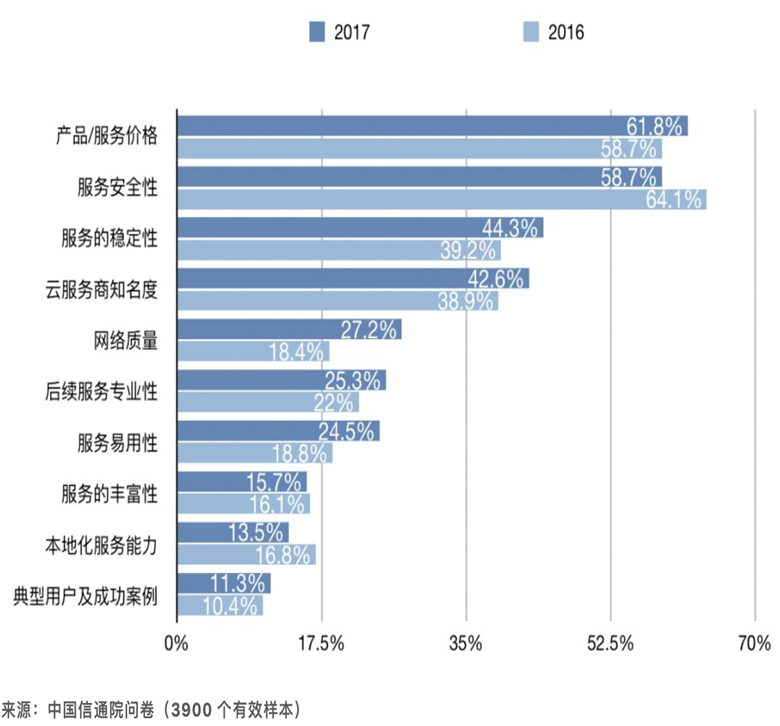 2017 2016
产品/服务价格 61.8%
58.7%
服务安全性 58.7%
64.1%
服务的稳定性 44.3%
39.2%
云服务商知名度 42.6%
38.9%
网络质量 27.2%
18.4%
后续服务专业性 25.3%
22%
服务易用性 24.5%
18.8%
服务的丰富性 15.7%
16.1%
本地化服务能力 13.5%
16.8%
典型用户及成功案例 11.3%
10.4%
0% 17.5% 35% 52.5% 70%
来源：中国信通院问卷（3900 个有效样本）